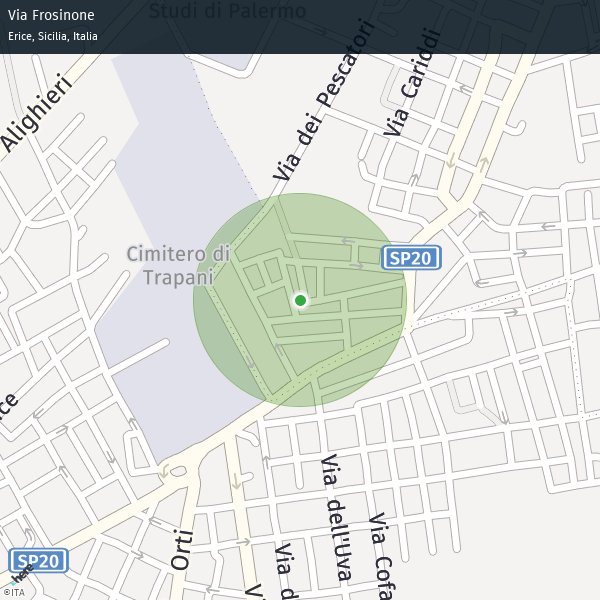 Via Frosinone
Erice, Sicilia, Italia
Studi di Palermo
Alighieri
Via dei Pescatori
Via Cariddi
Cimitero di
Trapani
SP20
ce
Via dell'Uva
Via Cofa
Orti
Via d
V
SP20
here
©ITA